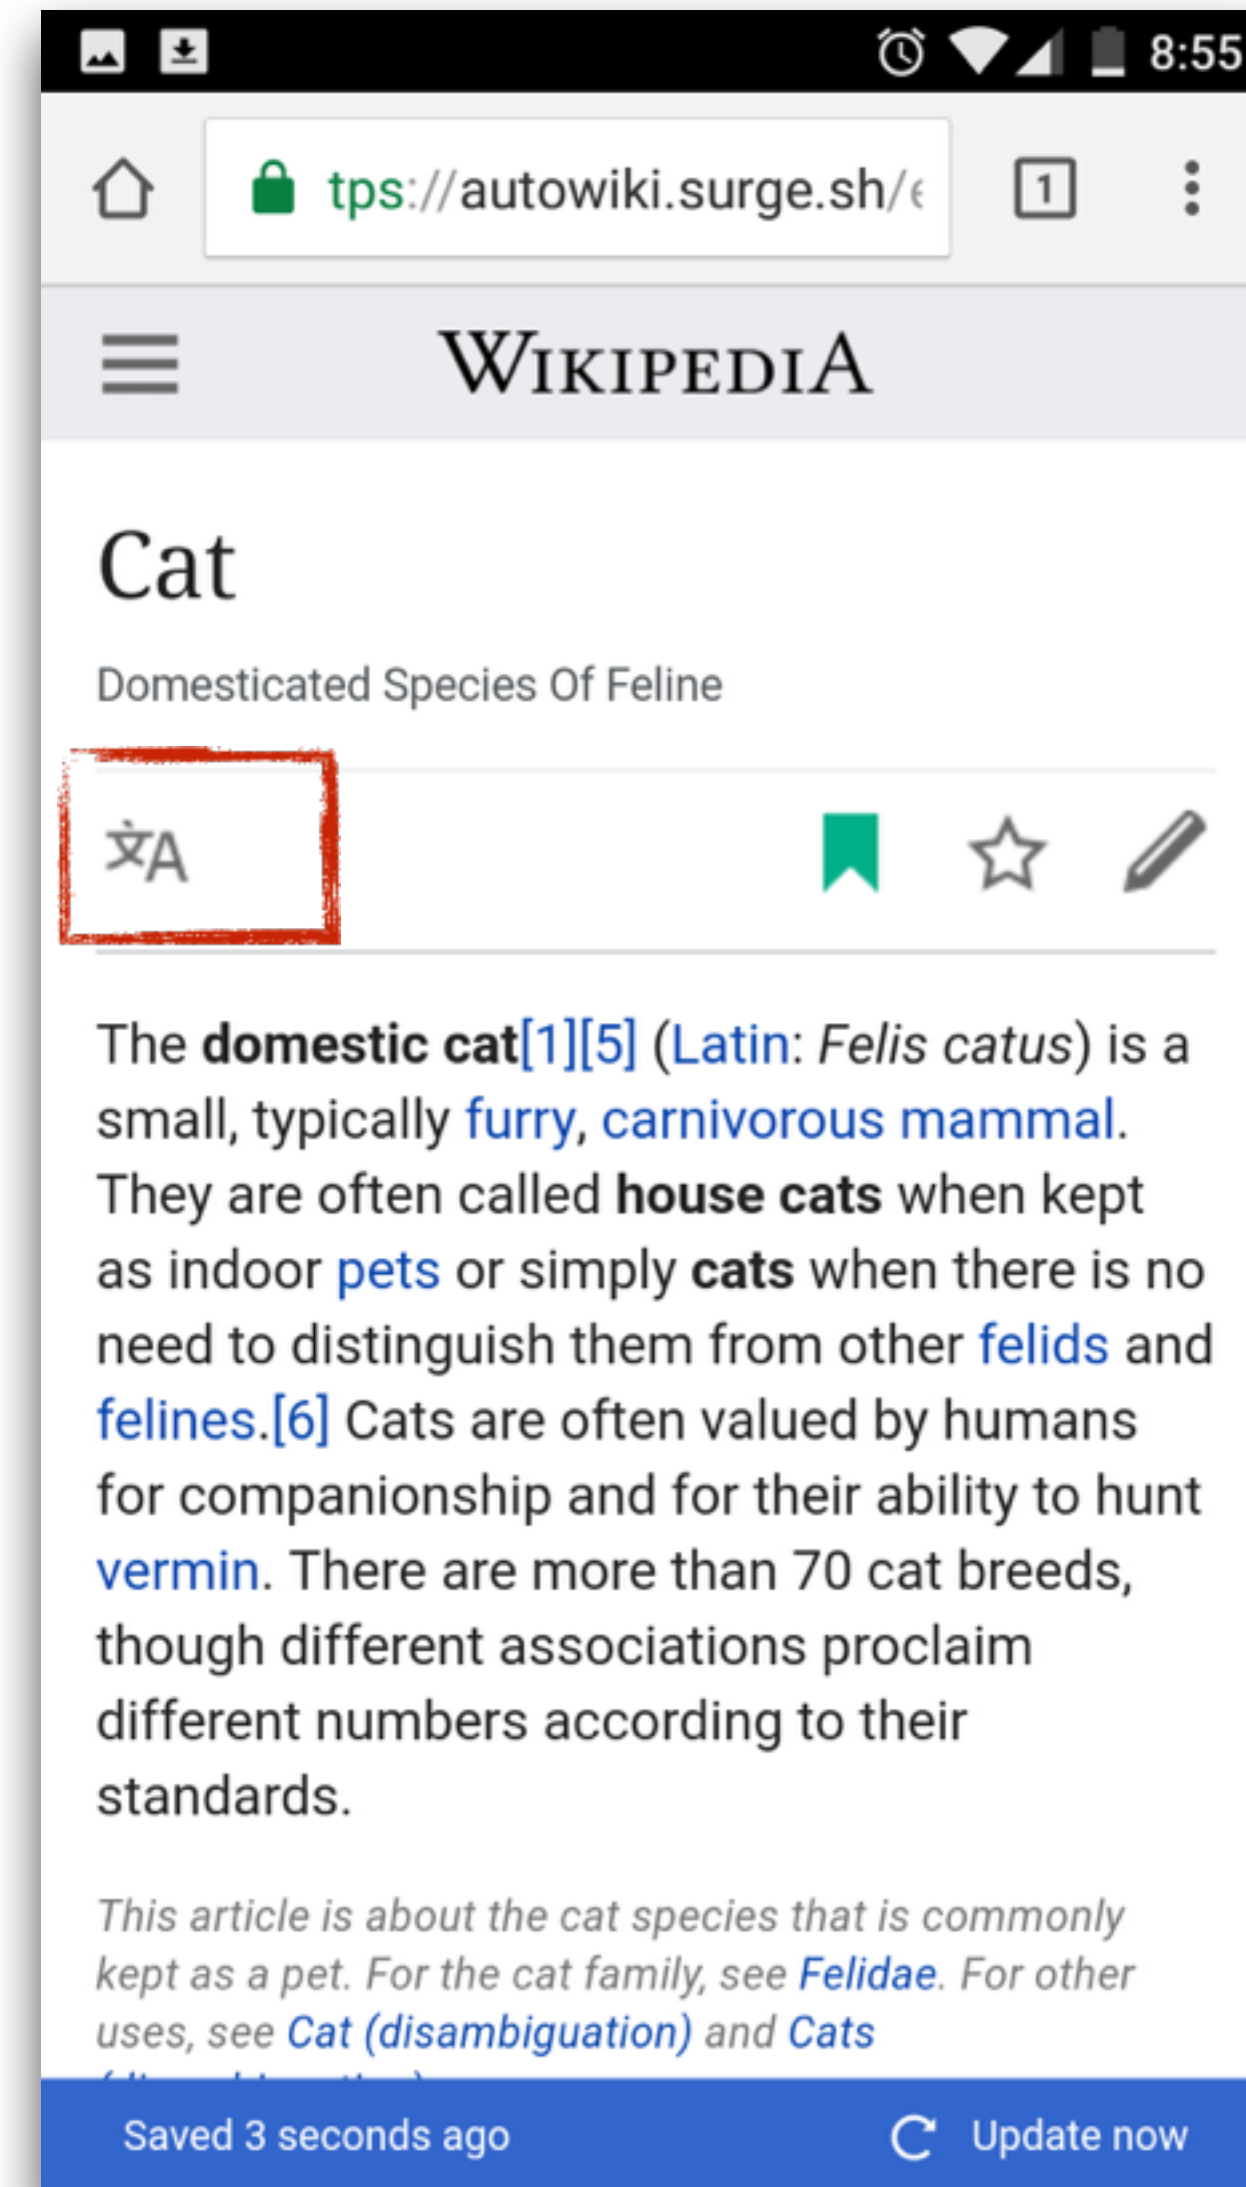 8:55
tps://autowiki.surge.sh/
1
WIKIPEDIA
Cat
Domesticated Species Of Feline
文A
The domestic cat[1][5] (Latin: Felis catus) is a
small, typically furry, carnivorous mammal.
They are often called house cats when kept
as indoor pets or simply cats when there is no
need to distinguish them from other felids and
felines.[6] Cats are often valued by humans
for companionship and for their ability to hunt
vermin. There are more than 70 cat breeds,
though different associations proclaim
different numbers according to their
standards.
This article is about the cat species that is commonly
kept as a pet. For the cat family, see Felidae. For other
uses, see Cat (disambiguation) and Cats
Saved 3 seconds ago
Update now